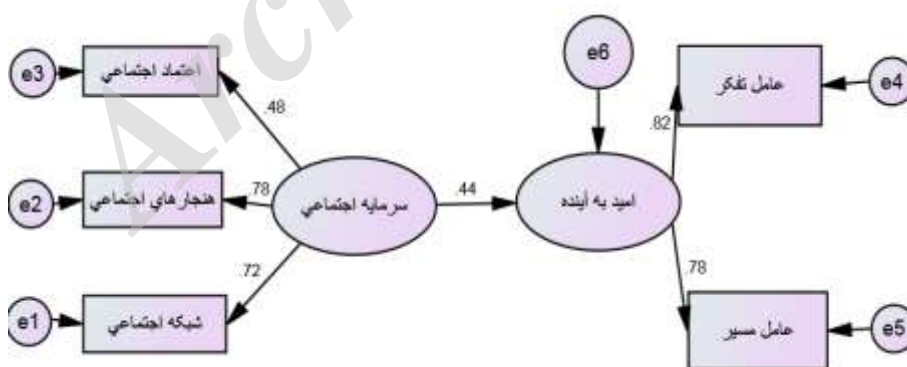 e3
اعتماد اجتماعي
.48
e6
عامل تفكر
e4
.82
e2
هنجارهاي اجتماعي
.78
سرمايه اجتماعي
.44
اميد به آينده
.72
e1
شبكه اجتماعي
.78
عامل مسير
e5